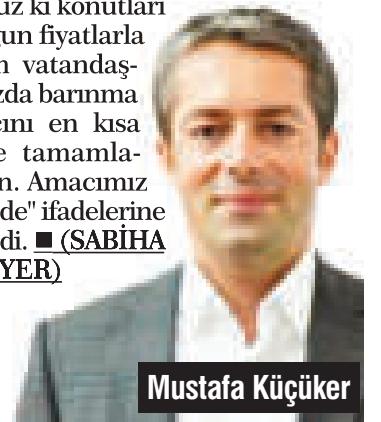 uz ki konutları
gun fiyatlarla
n vatandaş-
zda barınma
cını en kısa
e tamamla-
n. Amacımız
de" ifadelerine
di. ■ (SABİHA
YER)
Mustafa Küçüker